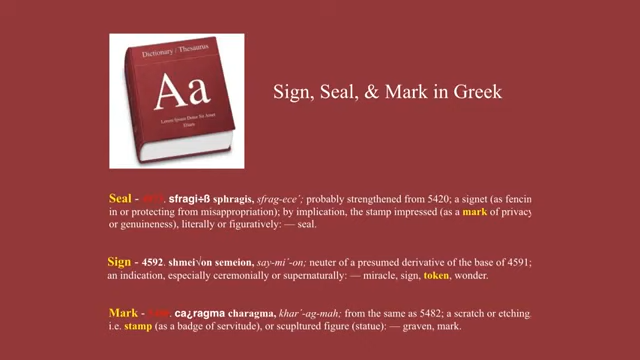 Dictionary / Thesaurus
Aa
Sign, Seal, & Mark in Greek
Seal - sfragi÷ß sphragis, sfrag-ece´; probably strengthened from 5420; a signet (as fencin
in or protecting from misappropriation); by implication, the stamp impressed (as a mark of privacy
or genuineness), literally or figuratively: — seal.
Sign - 4592. shmei√on semeion, say-mi´-on; neuter of a presumed derivative of the base of 4591;
an indication, especially ceremonially or supernaturally: — miracle, sign, token, wonder.
Mark - ca¿ragma charagma, khar´-ag-mah; from the same as 5482; a scratch or etching,
i.e. stamp (as a badge of servitude), or scupltured figure (statue): — graven, mark.